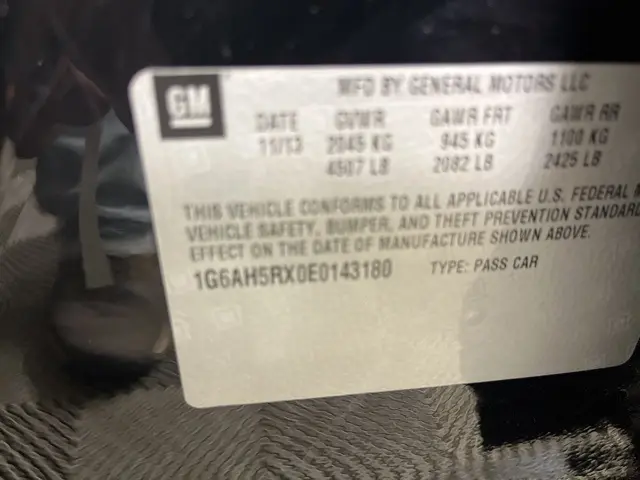 GM
MFD BY GENERAL MOTORS LLC
DATE GVWR GAWR FRT GAWR RR
11/13 2045 KG 945 KG 1100 KG
4507 LB 2082 LB 2425 LB
THIS VEHICLE CONFORMS TO ALL APPLICABLE U.S. FEDERAL M
VEHICLE SAFETY, BUMPER, AND THEFT PREVENTION STANDARD
EFFECT ON THE DATE OF MANUFACTURE SHOWN ABOVE.
1G6AH5RX0E0143180 TYPE: PASS CAR